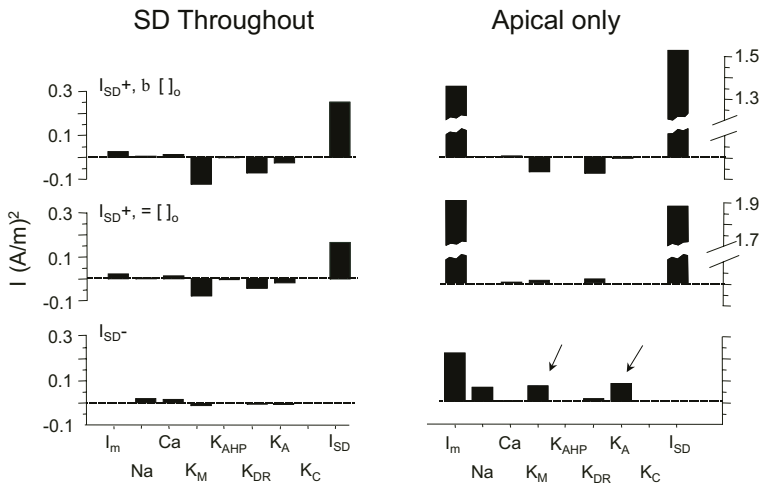 SD Throughout
Apical only
I (A/m)²
I_SD+, b [ ]_o
0.3
0.1
-0.1
1.5
1.3
I_SD+, = [ ]_o
0.3
0.1
-0.1
1.9
1.7
I_SD-
0.3
0.1
-0.1
I_m Na Ca K_M K_AHP K_DR K_A K_C I_SD
I_m Na Ca K_M K_AHP K_DR K_A K_C I_SD